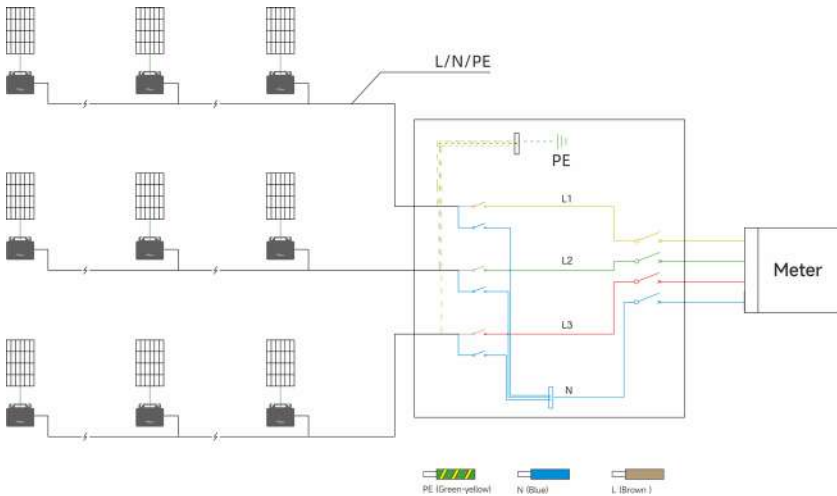 L/N/PE
PE
L1
L2
Meter
L3
N
PE (Green-yellow)
N (Blue)
L (Brown )